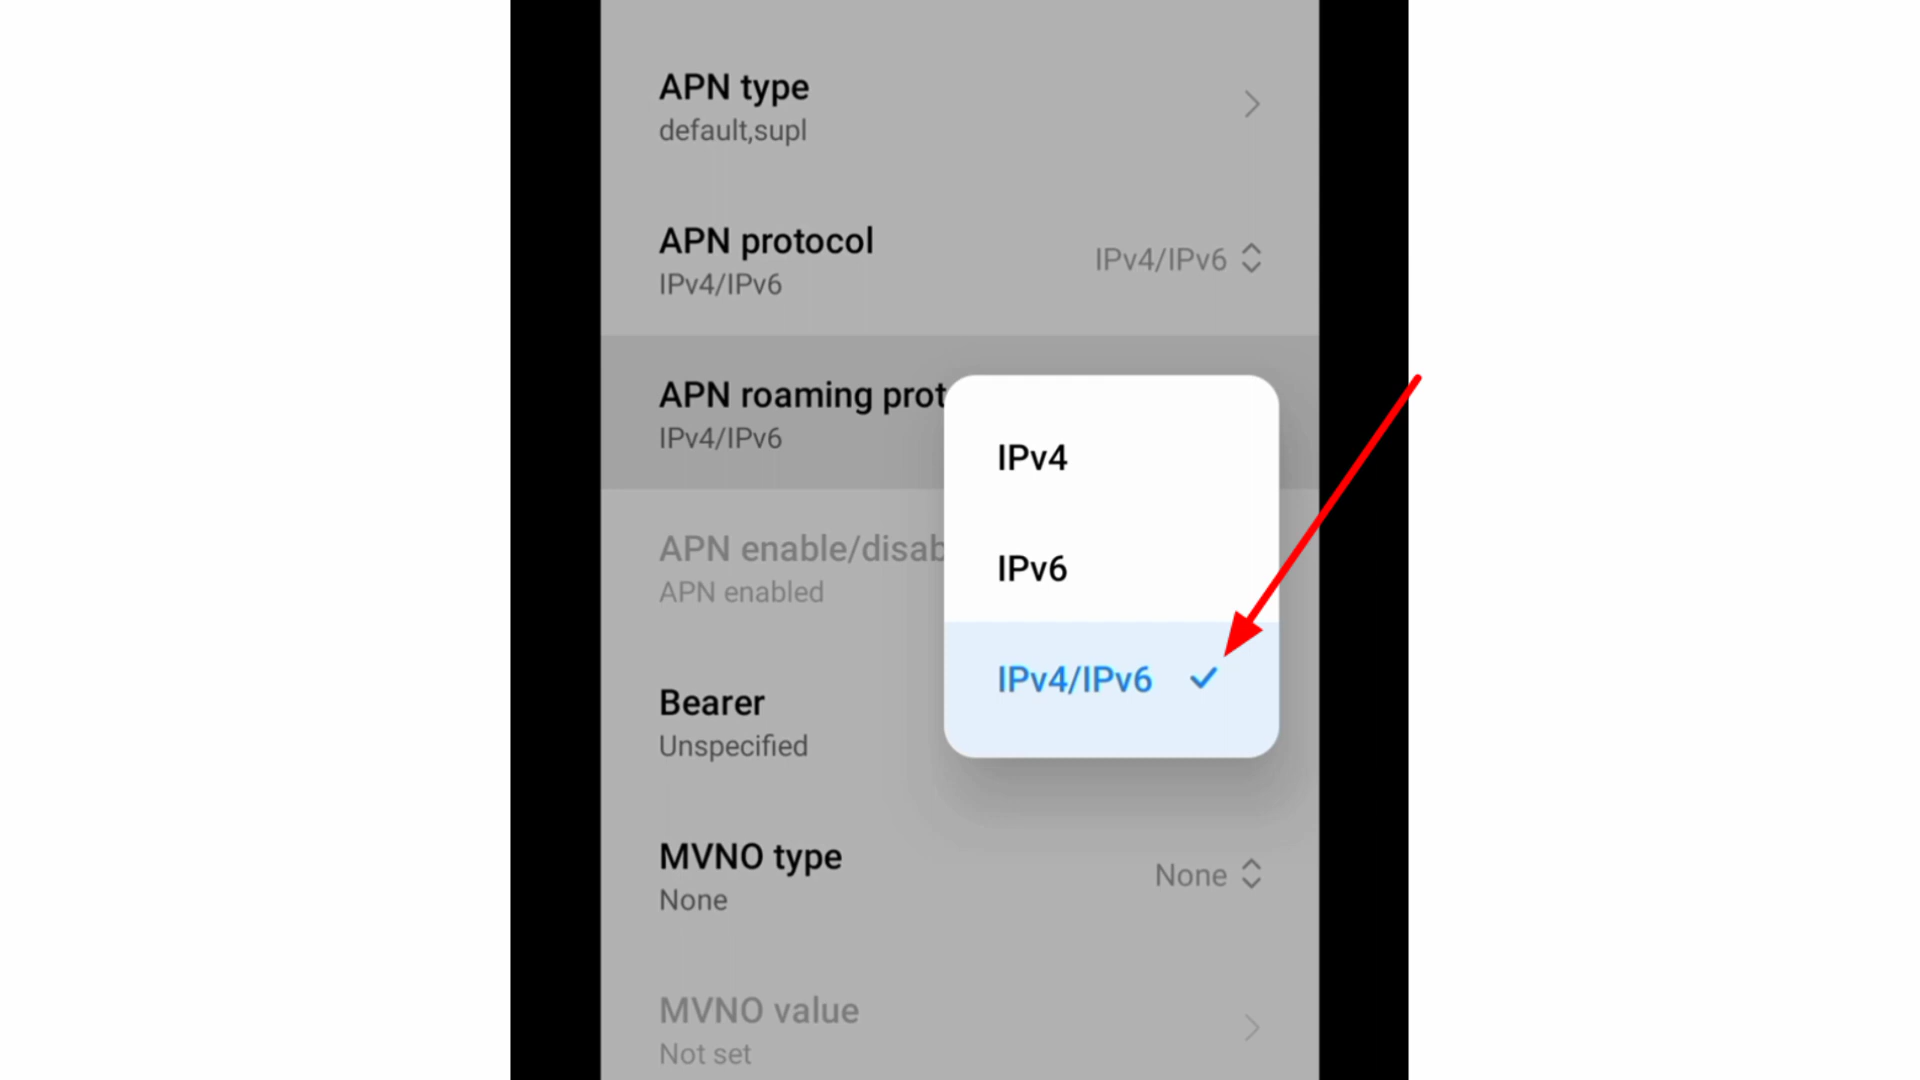 APN type
default,supl
APN protocol
IPv4/IPv6
IPv4/IPv6
APN roaming prot
IPv4/IPv6
IPv4
IPv6
IPv4/IPv6
APN enable/disab
APN enabled
Bearer
Unspecified
MVNO type
None
None
MVNO value
Not set